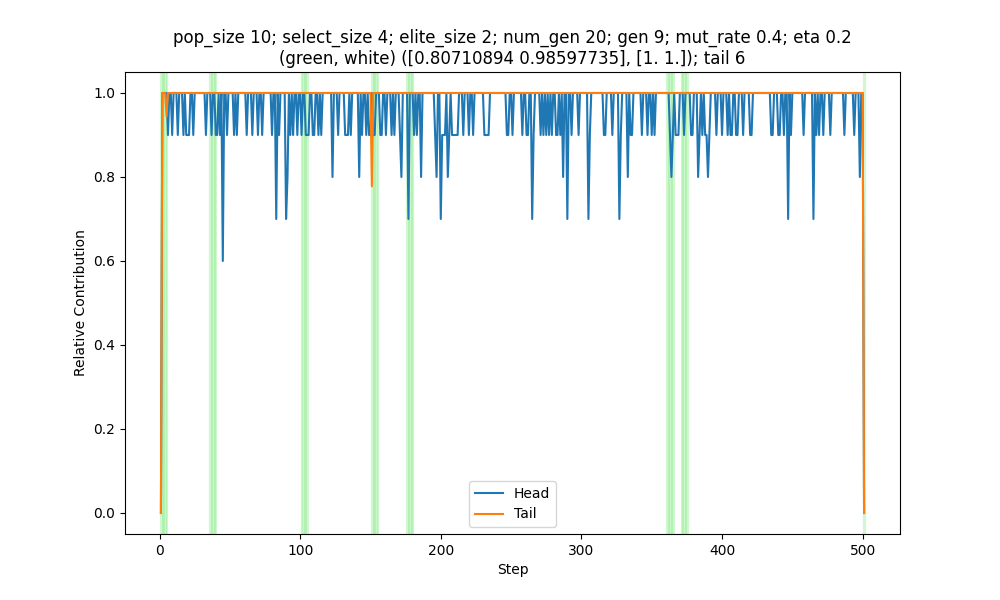 pop_size 10; select_size 4; elite_size 2; num_gen 20; gen 9; mut_rate 0.4; eta 0.2
(green, white) ([0.80710894 0.98597735], [1. 1.]); tail 6
1.0
0.8
0.6
0.4
0.2
0.0
Relative Contribution
Head
Tail
0 100 200 300 400 500
Step